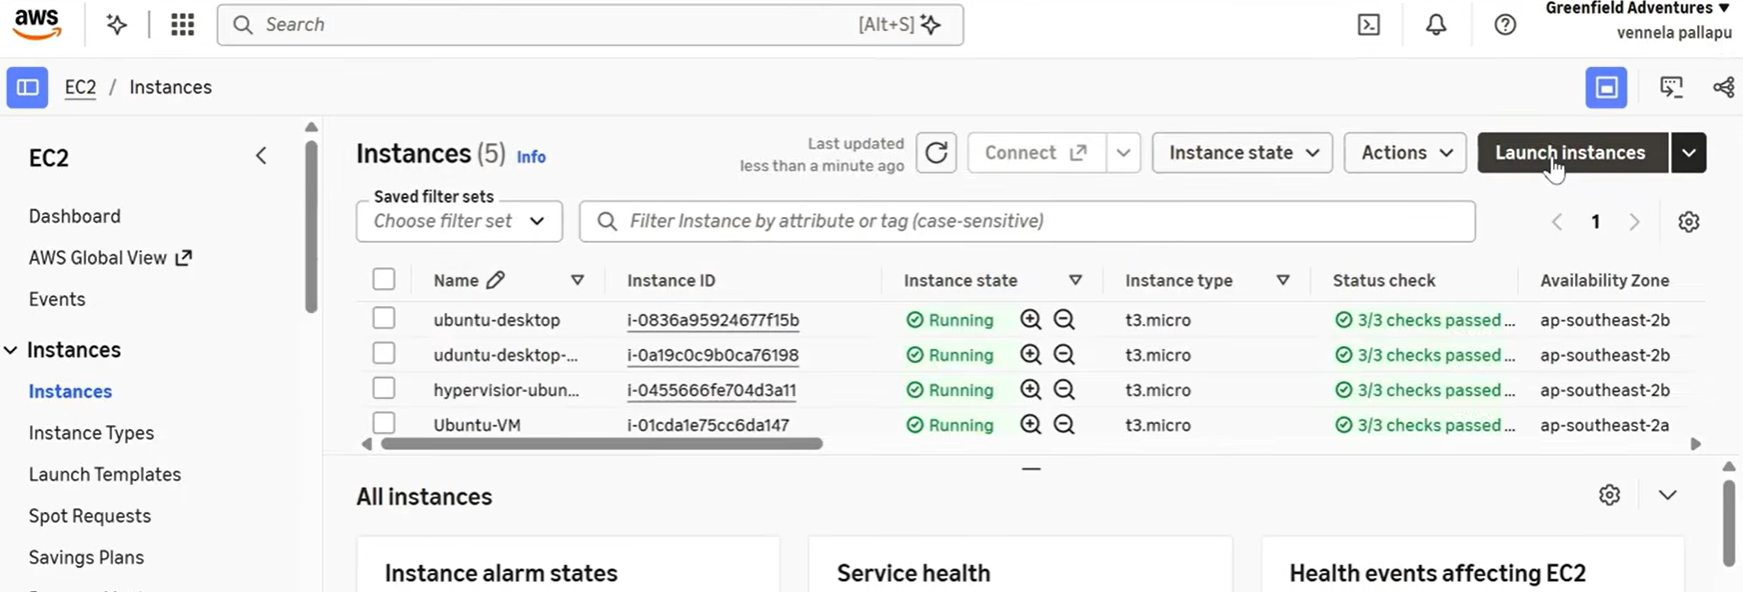 aws
Search
[Alt+S]
Greenfield Adventures
vennela pallapu
EC2 / Instances
EC2
Dashboard
AWS Global View
Events
Instances
Instances
Instance Types
Launch Templates
Spot Requests
Savings Plans
Instances (5) Info
Last updated
less than a minute ago
Connect
Instance state
Actions
Launch instances
Saved filter sets
Choose filter set
Filter Instance by attribute or tag (case-sensitive)
1
Name Instance ID Instance state Instance type Status check Availability Zone
ubuntu-desktop i-0836a95924677f15b Running t3.micro 3/3 checks passed ... ap-southeast-2b
uduntu-desktop-... i-0a19c0c9b0ca76198 Running t3.micro 3/3 checks passed ... ap-southeast-2b
hypervisior-ubun... i-0455666fe704d3a11 Running t3.micro 3/3 checks passed ... ap-southeast-2b
Ubuntu-VM i-01cda1e75cc6da147 Running t3.micro 3/3 checks passed ... ap-southeast-2a
All instances
Instance alarm states
Service health
Health events affecting EC2